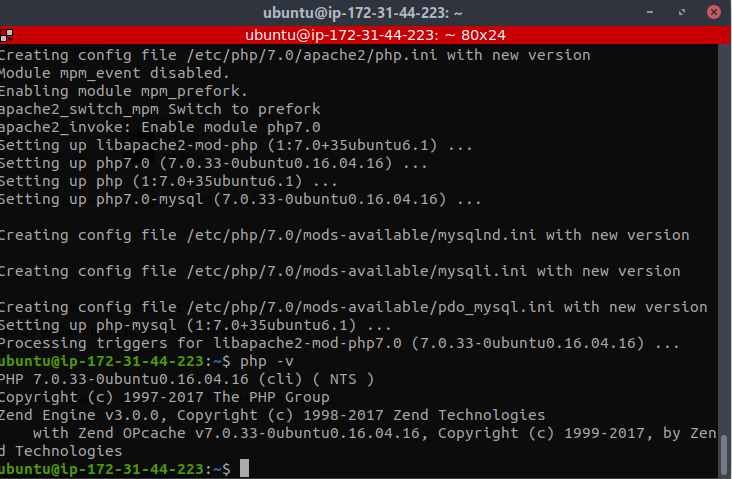 ubuntu@ip-172-31-44-223: ~
ubuntu@ip-172-31-44-223: ~ 80x24
Creating config file /etc/php/7.0/apache2/php.ini with new version
Module mpm_event disabled.
Enabling module mpm_prefork.
apache2_switch_mpm Switch to prefork
apache2_invoke: Enable module php7.0
Setting up libapache2-mod-php (1:7.0+35ubuntu6.1) ...
Setting up php7.0 (7.0.33-0ubuntu0.16.04.16) ...
Setting up php (1:7.0+35ubuntu6.1) ...
Setting up php7.0-mysql (7.0.33-0ubuntu0.16.04.16) ...
Creating config file /etc/php/7.0/mods-available/mysqlnd.ini with new version
Creating config file /etc/php/7.0/mods-available/mysqli.ini with new version
Creating config file /etc/php/7.0/mods-available/pdo_mysql.ini with new version
Setting up php-mysql (1:7.0+35ubuntu6.1) ...
Processing triggers for libapache2-mod-php7.0 (7.0.33-0ubuntu0.16.04.16) ...
ubuntu@ip-172-31-44-223:~$ php -v
PHP 7.0.33-0ubuntu0.16.04.16 (cli) ( NTS )
Copyright (c) 1997-2017 The PHP Group
Zend Engine v3.0.0, Copyright (c) 1998-2017 Zend Technologies
    with Zend OPcache v7.0.33-0ubuntu0.16.04.16, Copyright (c) 1999-2017, by Zen
d Technologies
ubuntu@ip-172-31-44-223:~$